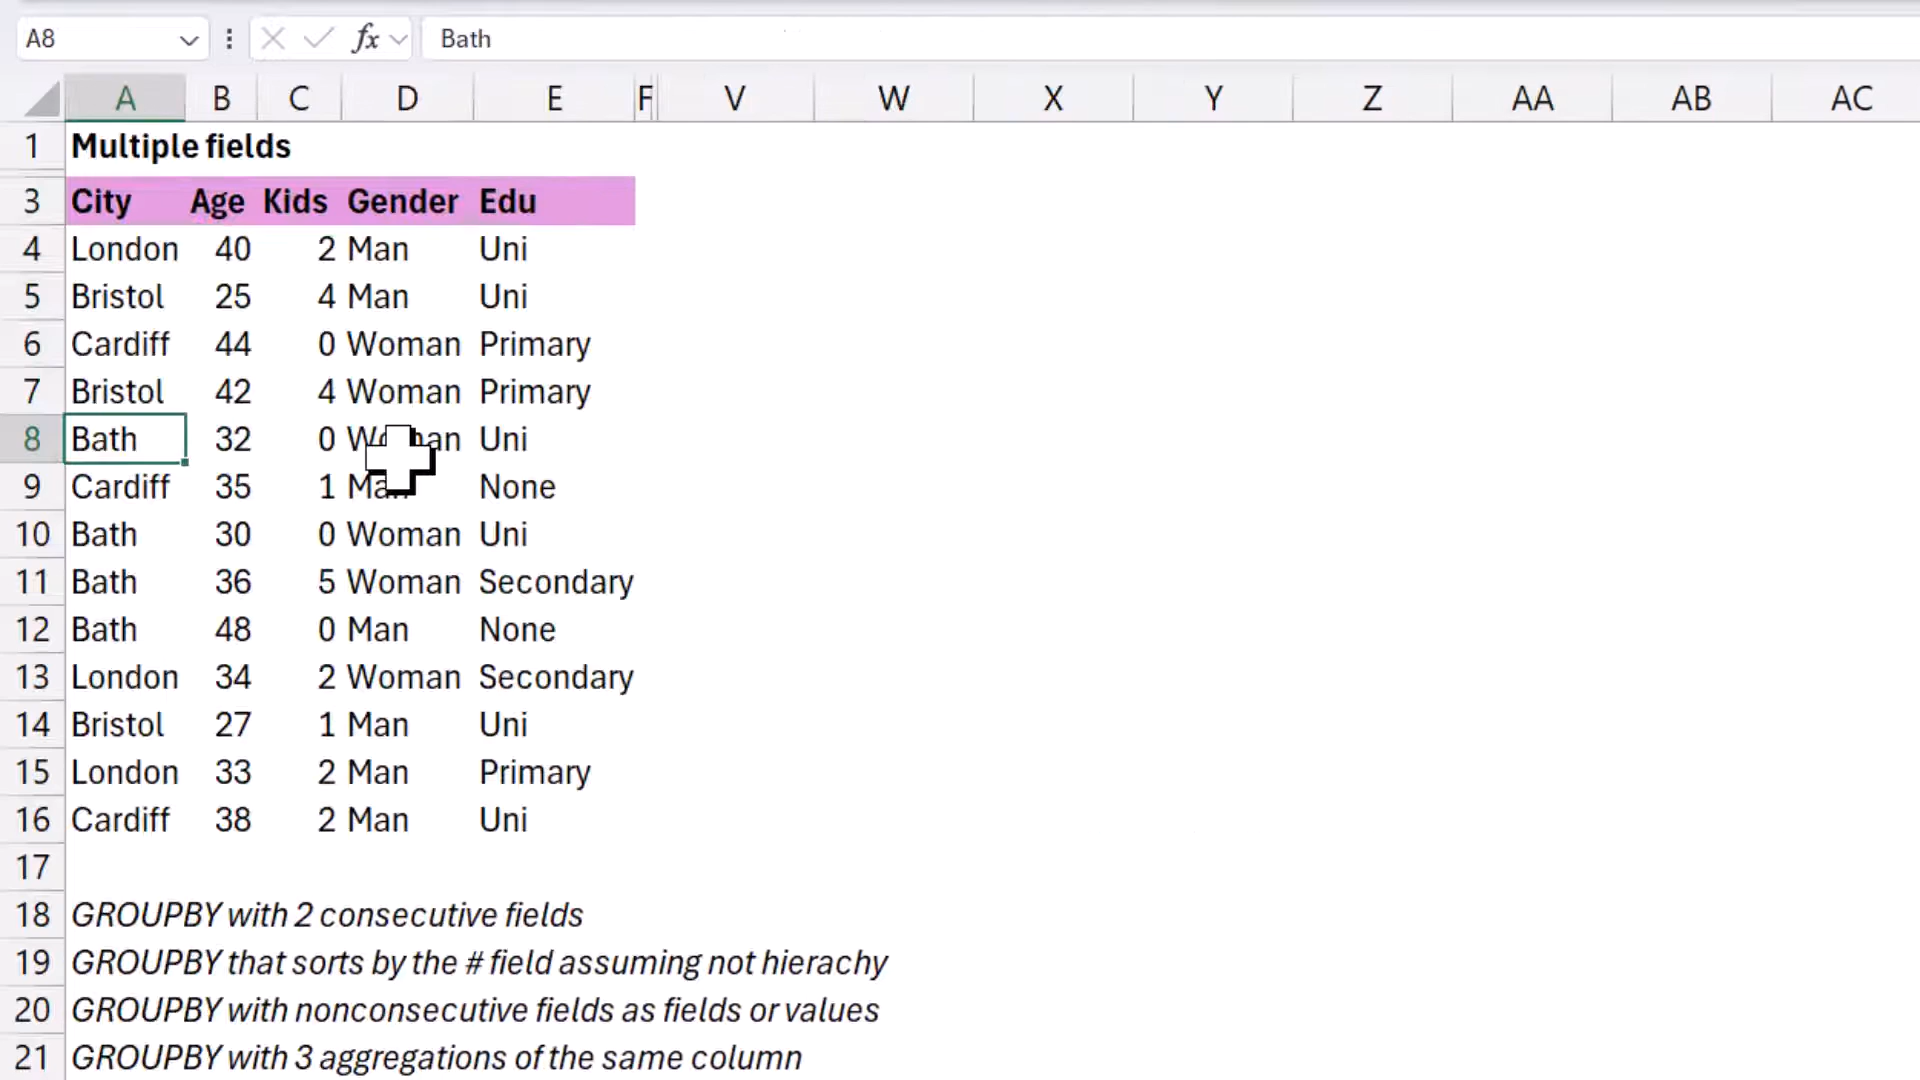 A8 fx Bath
A B C D E F V W X Y Z AA AB AC
1 Multiple fields
3 City Age Kids Gender Edu
4 London 40 2 Man Uni
5 Bristol 25 4 Man Uni
6 Cardiff 44 0 Woman Primary
7 Bristol 42 4 Woman Primary
8 Bath 32 0 Woman Uni
9 Cardiff 35 1 Man None
10 Bath 30 0 Woman Uni
11 Bath 36 5 Woman Secondary
12 Bath 48 0 Man None
13 London 34 2 Woman Secondary
14 Bristol 27 1 Man Uni
15 London 33 2 Man Primary
16 Cardiff 38 2 Man Uni
17
18 GROUPBY with 2 consecutive fields
19 GROUPBY that sorts by the # field assuming not hierachy
20 GROUPBY with nonconsecutive fields as fields or values
21 GROUPBY with 3 aggregations of the same column